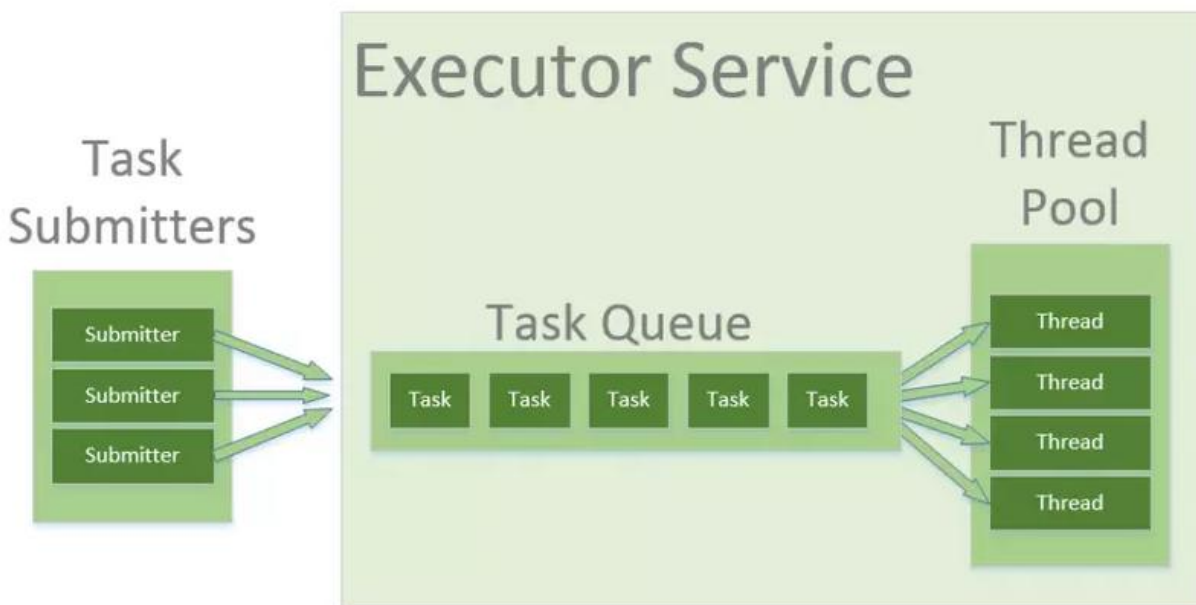 Executor Service
Task
Submitters
Submitter
Submitter
Submitter
Task Queue
Task Task Task Task Task
Thread
Pool
Thread
Thread
Thread
Thread